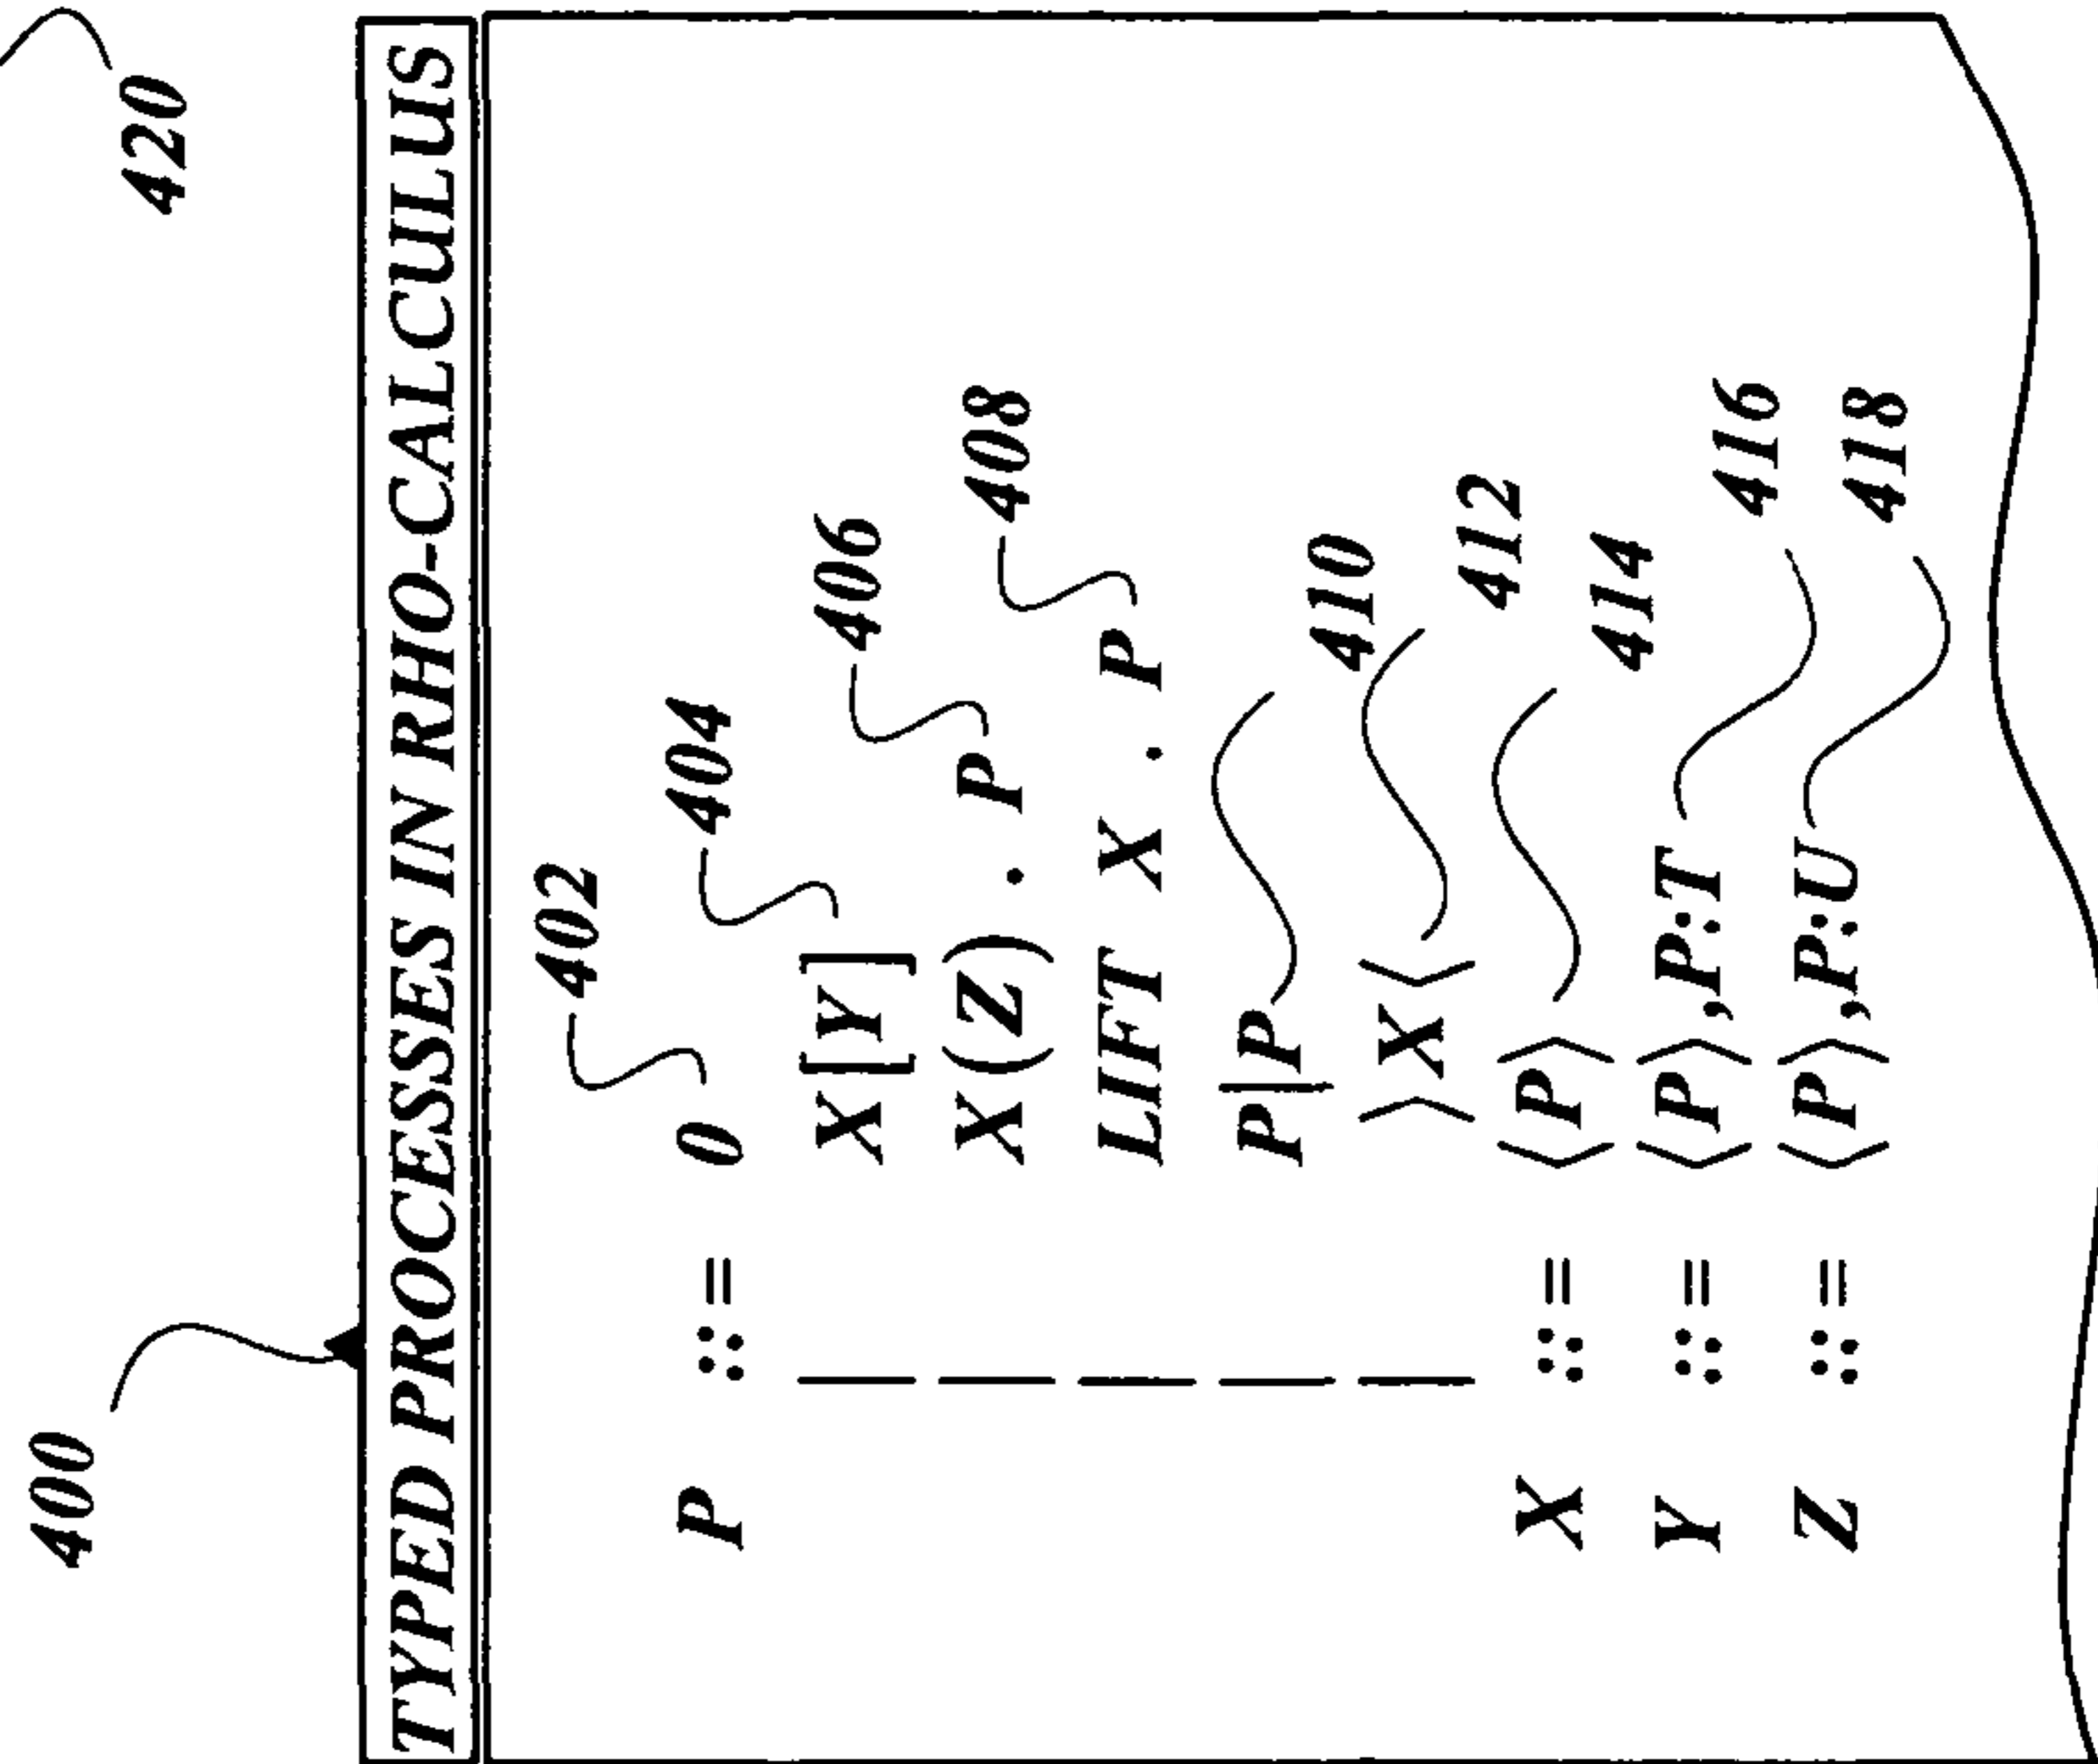 400
420
TYPED PROCESSES IN RHO-CALCULUS
402
P ::= 0
404
| X[Y]
406
| X(Z) . P
408
| LIFT X . P
| P|P
410
| ⟩X⟨
412
X ::= ⟨P⟩
414
Y ::= ⟨P⟩,P:T
416
Z ::= ⟨P⟩,P:U
418